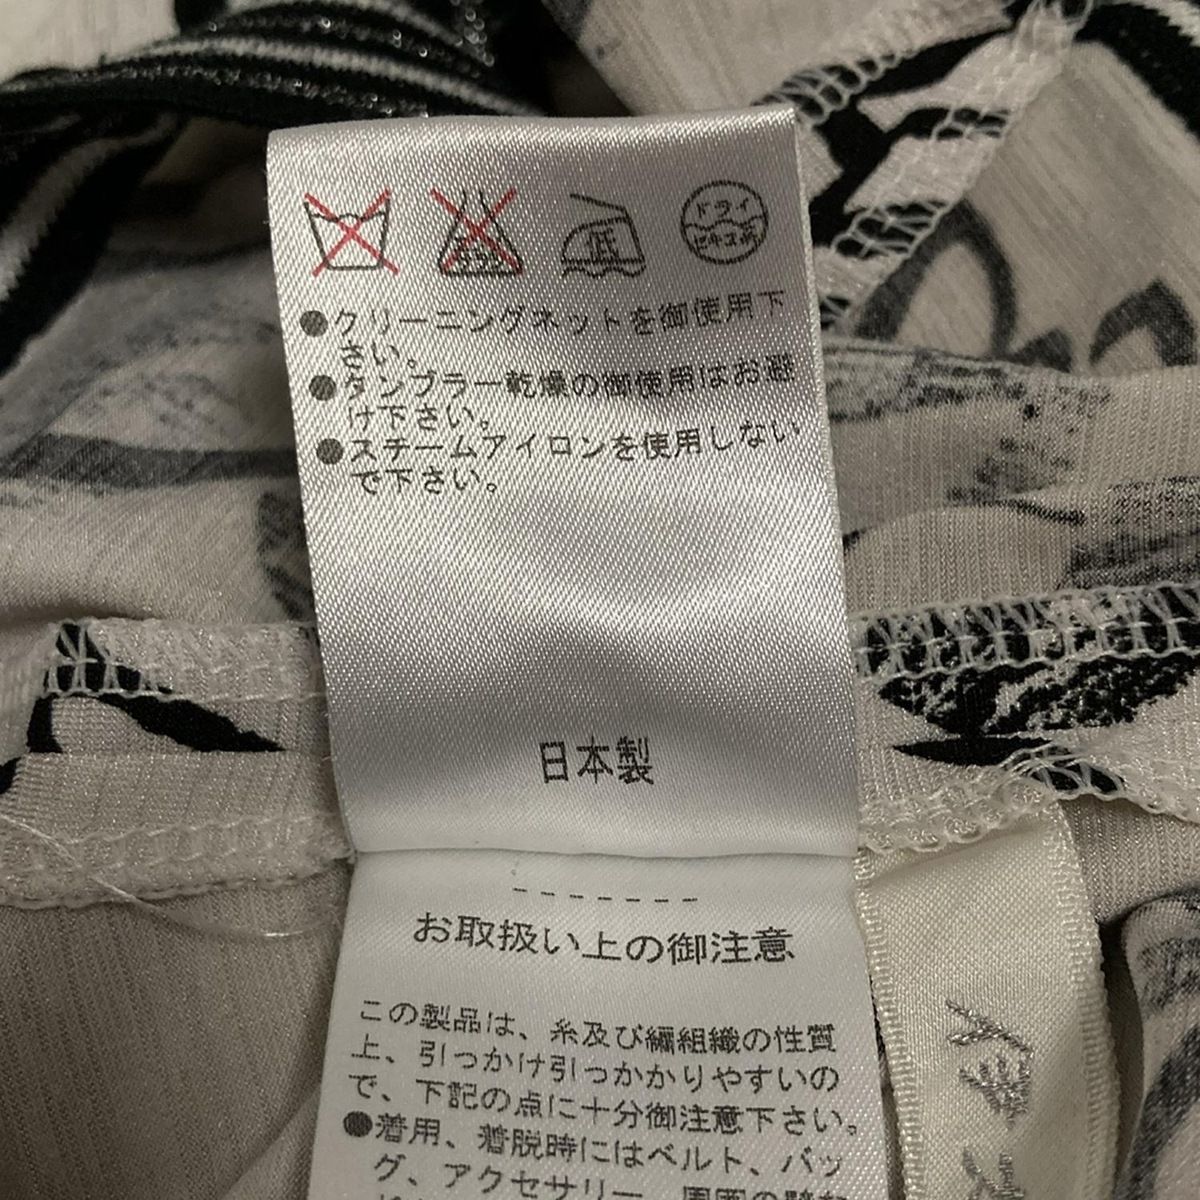 低
ドライ
セキユ系
●クリーニングネットを御使用下
さい。
●タンブラー乾燥の御使用はお避
け下さい。
●スチームアイロンを使用しない
で下さい。
日本製
-------
お取扱い上の御注意
この製品は、糸及び編組織の性質
上、引っかけ引っかかりやすいの
で、下記の点に十分御注意下さい。
●着用、着脱時にはベルト、バッ
グ、アクセサリー、周囲の壁な